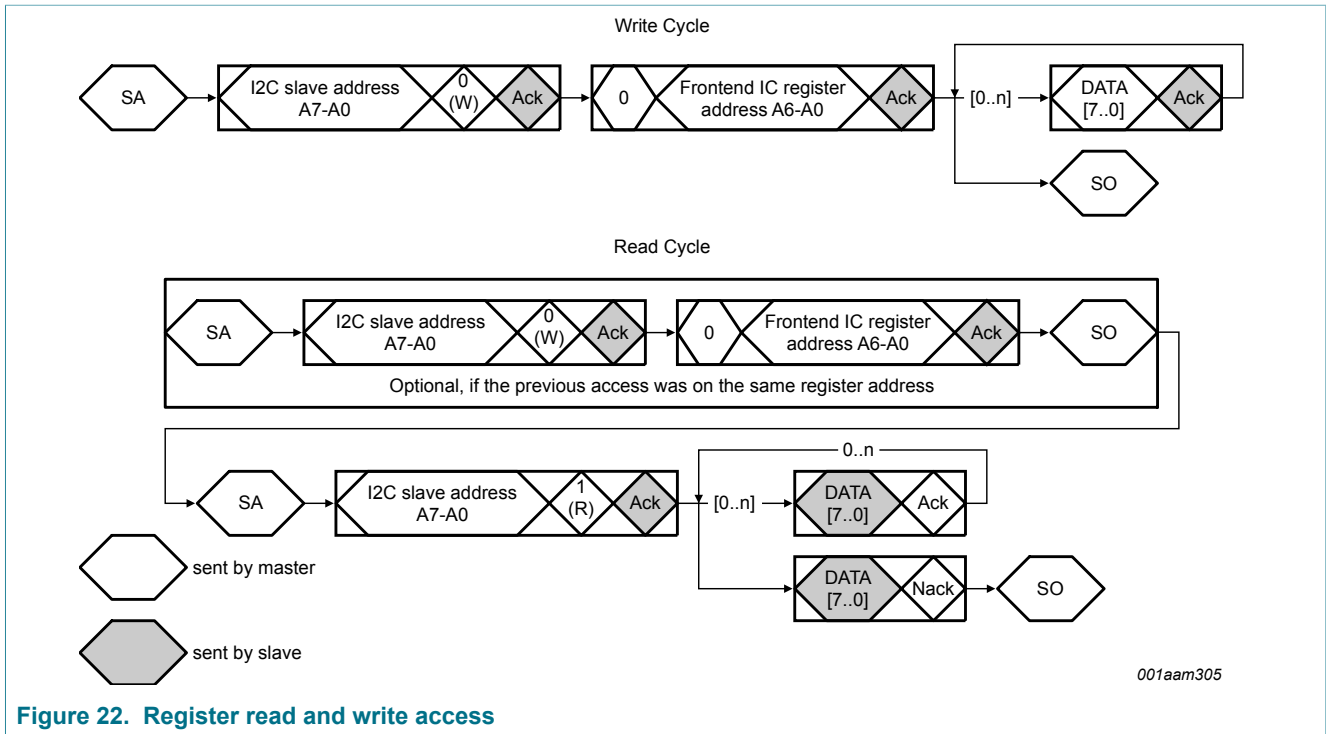 Write Cycle
SA
I2C slave address
A7-A0
0
(W)
Ack
0
Frontend IC register
address A6-A0
Ack
[0..n]
DATA
[7..0]
Ack
SO
Read Cycle
SA
I2C slave address
A7-A0
0
(W)
Ack
0
Frontend IC register
address A6-A0
Ack
SO
Optional, if the previous access was on the same register address
0..n
SA
I2C slave address
A7-A0
1
(R)
Ack
[0..n]
DATA
[7..0]
Ack
DATA
[7..0]
Nack
SO
sent by master
sent by slave
001aam305
Figure 22. Register read and write access